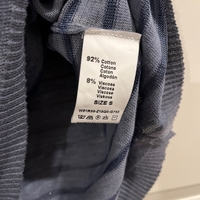 92% Cotton
Cotone
Coton
Algodón
8% Viscose
Viscosa
Viscose
Viscosa
SIZE S